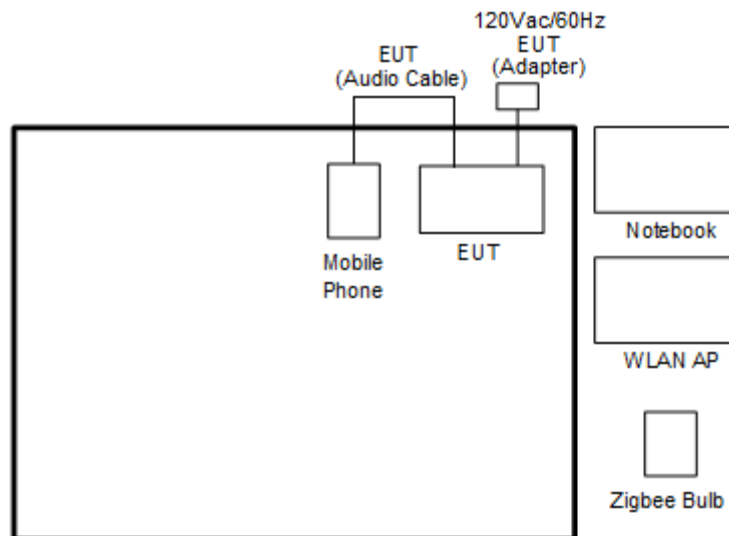 120Vac/60Hz
EUT
(Adapter)
EUT
(Audio Cable)
Mobile
Phone
EUT
Notebook
WLAN AP
Zigbee Bulb